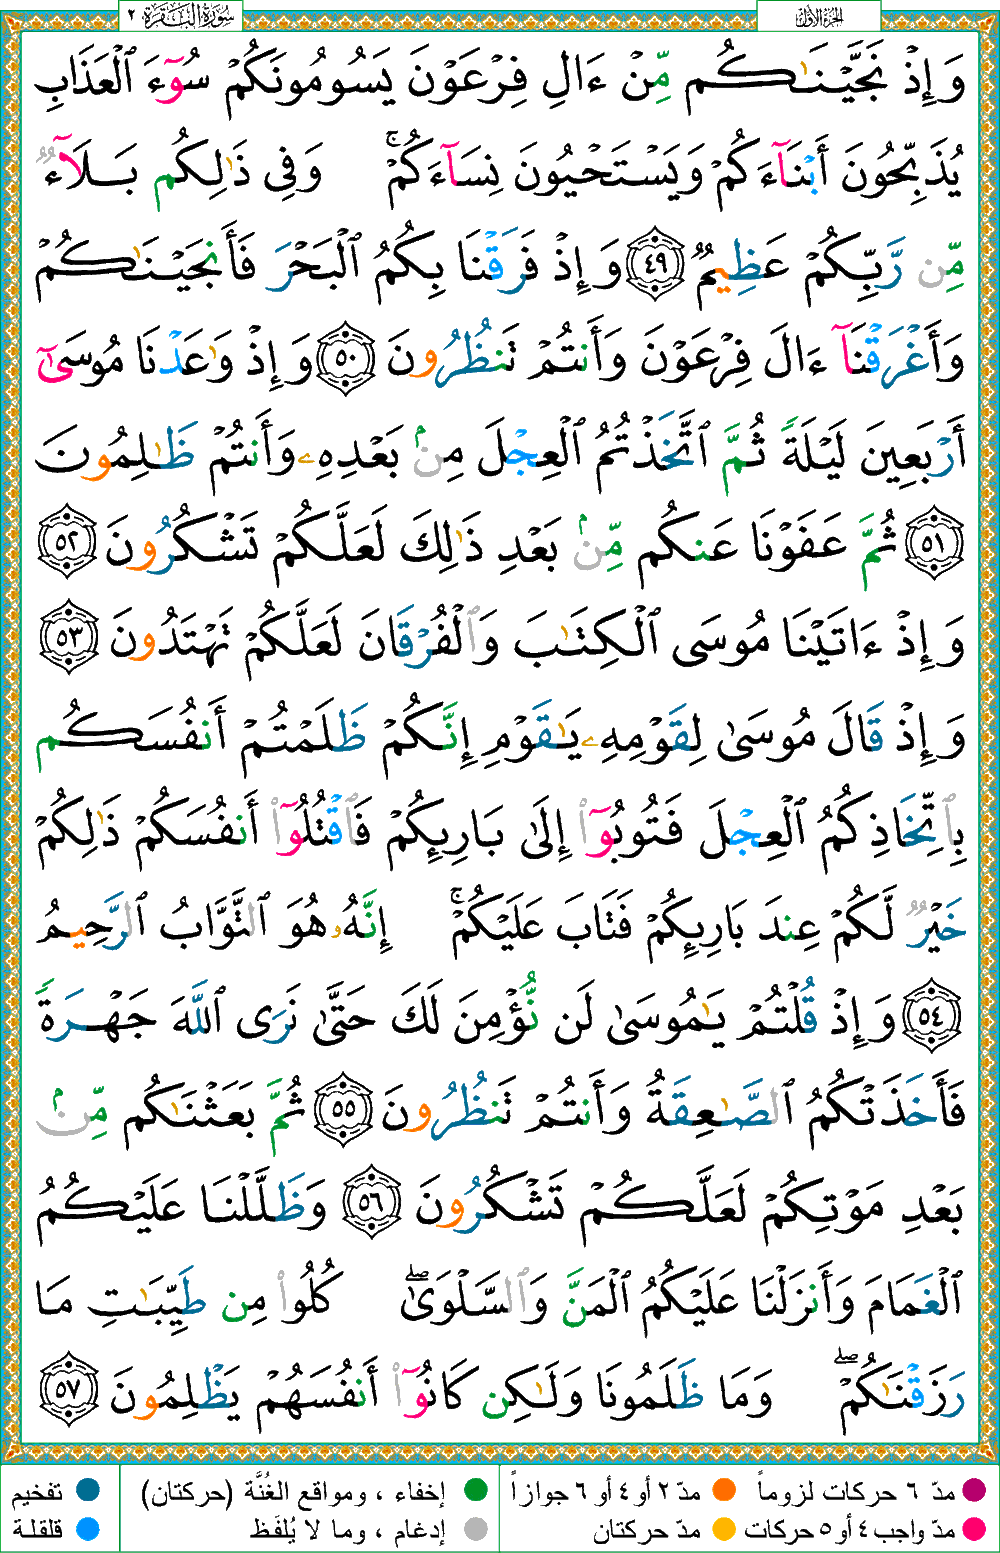 الجزء الأول
سورة البقرة ٢
وَإِذْ نَجَّيْنَـٰكُم مِّنْ ءَالِ فِرْعَوْنَ يَسُومُونَكُمْ سُوٓءَ ٱلْعَذَابِ
يُذَبِّحُونَ أَبْنَآءَكُمْ وَيَسْتَحْيُونَ نِسَآءَكُمْ ۚ وَفِى ذَٰلِكُم بَلَآءٌ
مِّن رَّبِّكُمْ عَظِيمٌ ٤٩ وَإِذْ فَرَقْنَا بِكُمُ ٱلْبَحْرَ فَأَنجَيْنَـٰكُمْ
وَأَغْرَقْنَآ ءَالَ فِرْعَوْنَ وَأَنتُمْ تَنظُرُونَ ٥٠ وَإِذْ وَٰعَدْنَا مُوسَىٰٓ
أَرْبَعِينَ لَيْلَةً ثُمَّ ٱتَّخَذْتُمُ ٱلْعِجْلَ مِنۢ بَعْدِهِۦ وَأَنتُمْ ظَـٰلِمُونَ
٥١ ثُمَّ عَفَوْنَا عَنكُم مِّنۢ بَعْدِ ذَٰلِكَ لَعَلَّكُمْ تَشْكُرُونَ ٥٢
وَإِذْ ءَاتَيْنَا مُوسَى ٱلْكِتَـٰبَ وَٱلْفُرْقَانَ لَعَلَّكُمْ تَهْتَدُونَ ٥٣
وَإِذْ قَالَ مُوسَىٰ لِقَوْمِهِۦ يَـٰقَوْمِ إِنَّكُمْ ظَلَمْتُمْ أَنفُسَكُم
بِٱتِّخَاذِكُمُ ٱلْعِجْلَ فَتُوبُوٓا۟ إِلَىٰ بَارِئِكُمْ فَٱقْتُلُوٓا۟ أَنفُسَكُمْ ذَٰلِكُمْ
خَيْرٌ لَّكُمْ عِندَ بَارِئِكُمْ فَتَابَ عَلَيْكُمْ ۚ إِنَّهُۥ هُوَ ٱلتَّوَّابُ ٱلرَّحِيمُ
٥٤ وَإِذْ قُلْتُمْ يَـٰمُوسَىٰ لَن نُّؤْمِنَ لَكَ حَتَّىٰ نَرَى ٱللَّهَ جَهْرَةً
فَأَخَذَتْكُمُ ٱلصَّـٰعِقَةُ وَأَنتُمْ تَنظُرُونَ ٥٥ ثُمَّ بَعَثْنَـٰكُم مِّنۢ
بَعْدِ مَوْتِكُمْ لَعَلَّكُمْ تَشْكُرُونَ ٥٦ وَظَلَّلْنَا عَلَيْكُمُ
ٱلْغَمَامَ وَأَنزَلْنَا عَلَيْكُمُ ٱلْمَنَّ وَٱلسَّلْوَىٰ ۖ كُلُوا۟ مِن طَيِّبَـٰتِ مَا
رَزَقْنَـٰكُمْ ۖ وَمَا ظَلَمُونَا وَلَـٰكِن كَانُوٓا۟ أَنفُسَهُمْ يَظْلِمُونَ ٥٧
مدّ ٦ حركات لزوماً مدّ ٢ أو ٤ أو ٦ جوازاً إخفاء ، ومواقع الغُنَّة (حركتان) تفخيم
مدّ واجب ٤ أو ٥ حركات مدّ حركتان إدغام ، وما لا يُلفَظ قلقلة